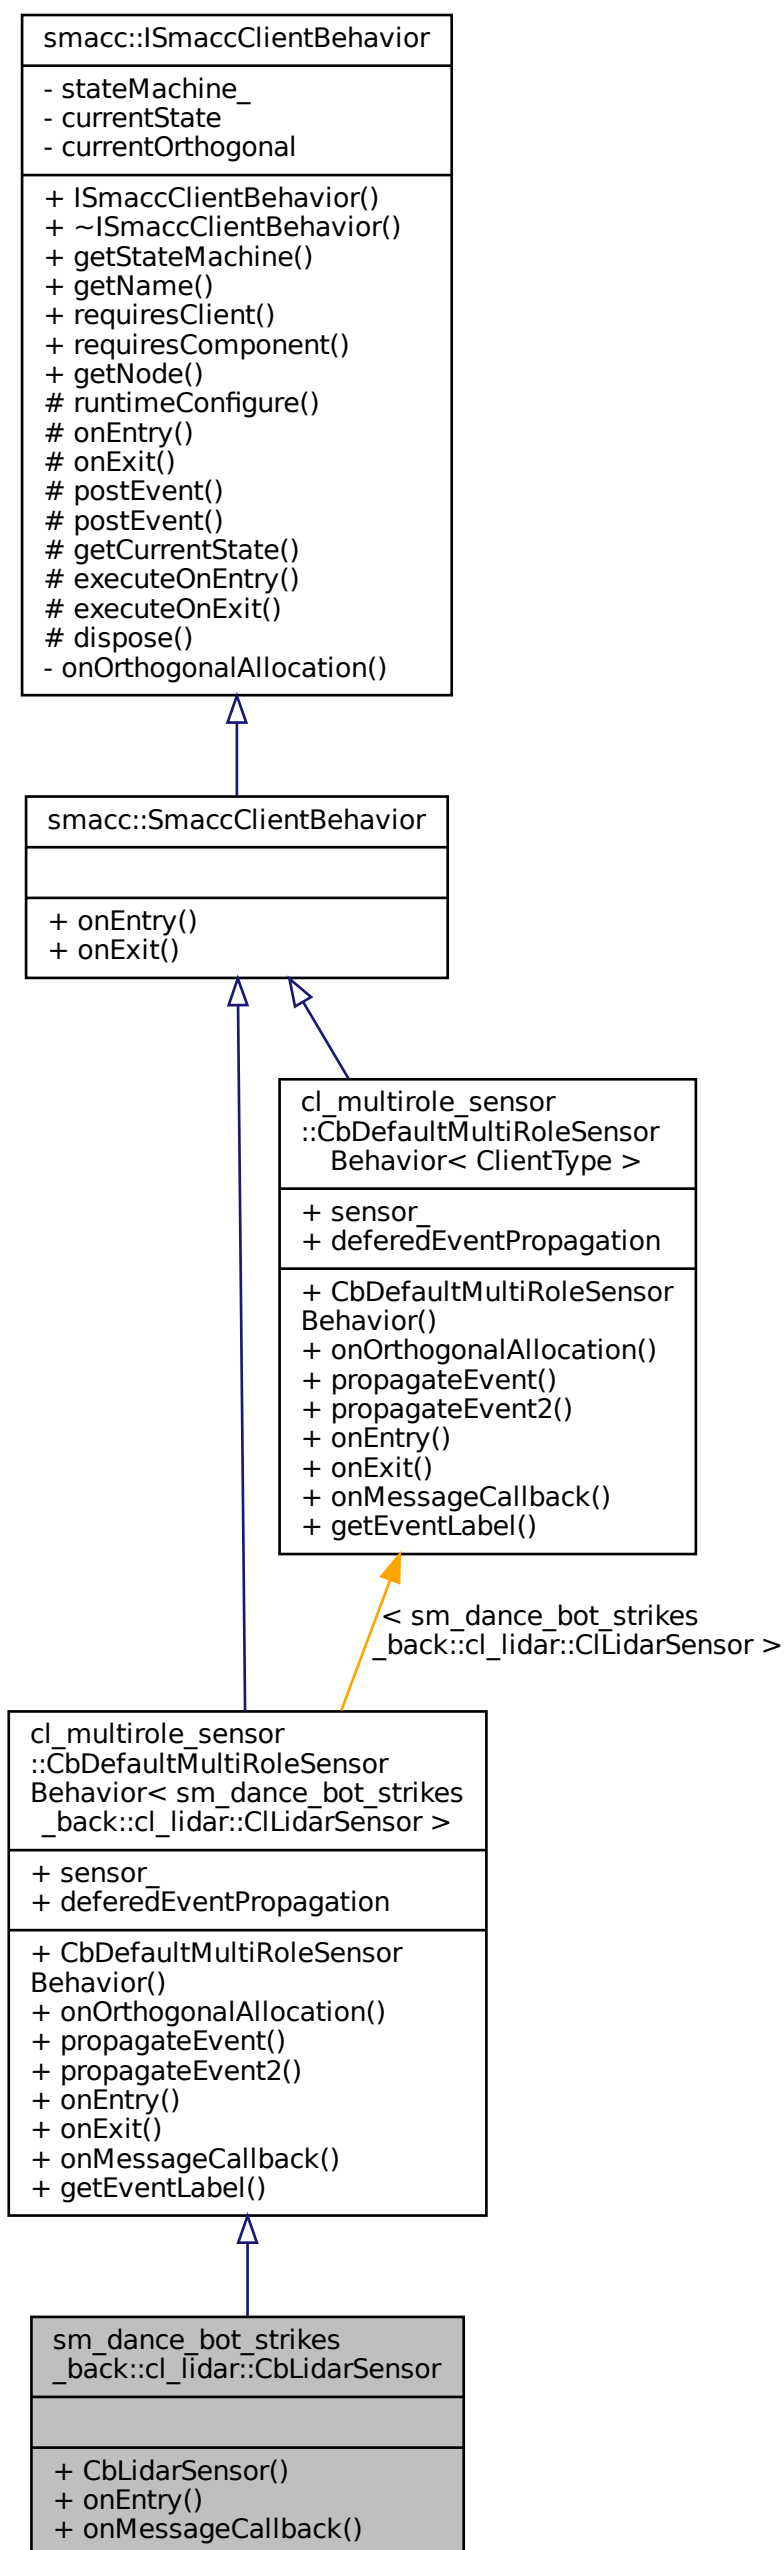 smacc::ISmaccClientBehavior
- stateMachine_
- currentState
- currentOrthogonal
+ ISmaccClientBehavior()
+ ~ISmaccClientBehavior()
+ getStateMachine()
+ getName()
+ requiresClient()
+ requiresComponent()
+ getNode()
# runtimeConfigure()
# onEntry()
# onExit()
# postEvent()
# postEvent()
# getCurrentState()
# executeOnEntry()
# executeOnExit()
# dispose()
- onOrthogonalAllocation()
smacc::SmaccClientBehavior
+ onEntry()
+ onExit()
cl_multirole_sensor
::CbDefaultMultiRoleSensor
Behavior< ClientType >
+ sensor_
+ deferedEventPropagation
+ CbDefaultMultiRoleSensor
Behavior()
+ onOrthogonalAllocation()
+ propagateEvent()
+ propagateEvent2()
+ onEntry()
+ onExit()
+ onMessageCallback()
+ getEventLabel()
< sm_dance_bot_strikes
_back::cl_lidar::ClLidarSensor >
cl_multirole_sensor
::CbDefaultMultiRoleSensor
Behavior< sm_dance_bot_strikes
_back::cl_lidar::ClLidarSensor >
+ sensor_
+ deferedEventPropagation
+ CbDefaultMultiRoleSensor
Behavior()
+ onOrthogonalAllocation()
+ propagateEvent()
+ propagateEvent2()
+ onEntry()
+ onExit()
+ onMessageCallback()
+ getEventLabel()
sm_dance_bot_strikes
_back::cl_lidar::CbLidarSensor
+ CbLidarSensor()
+ onEntry()
+ onMessageCallback()